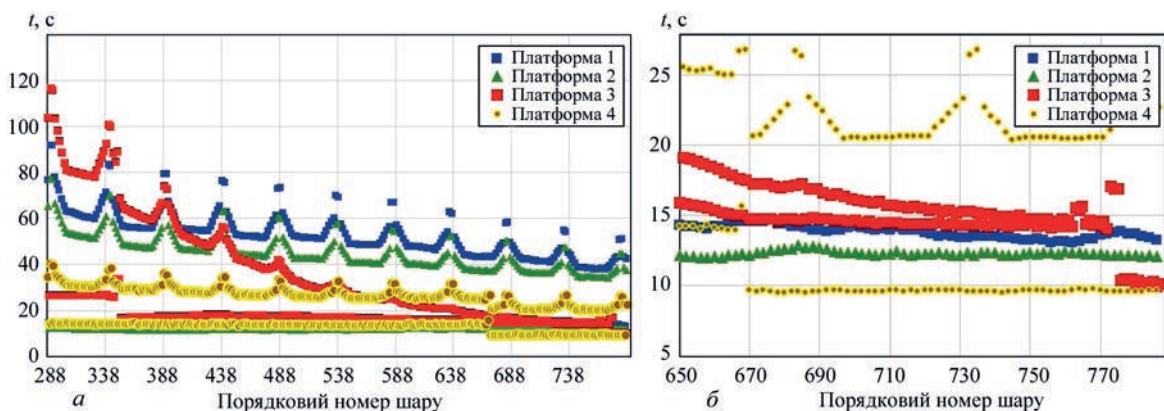 t, с
120
100
80
60
40
20
0
Платформа 1
Платформа 2
Платформа 3
Платформа 4
288 338 388 438 488 538 588 638 688 738
а Порядковий номер шару
t, с
25
20
15
10
5
Платформа 1
Платформа 2
Платформа 3
Платформа 4
650 670 690 710 730 770
б Порядковий номер шару